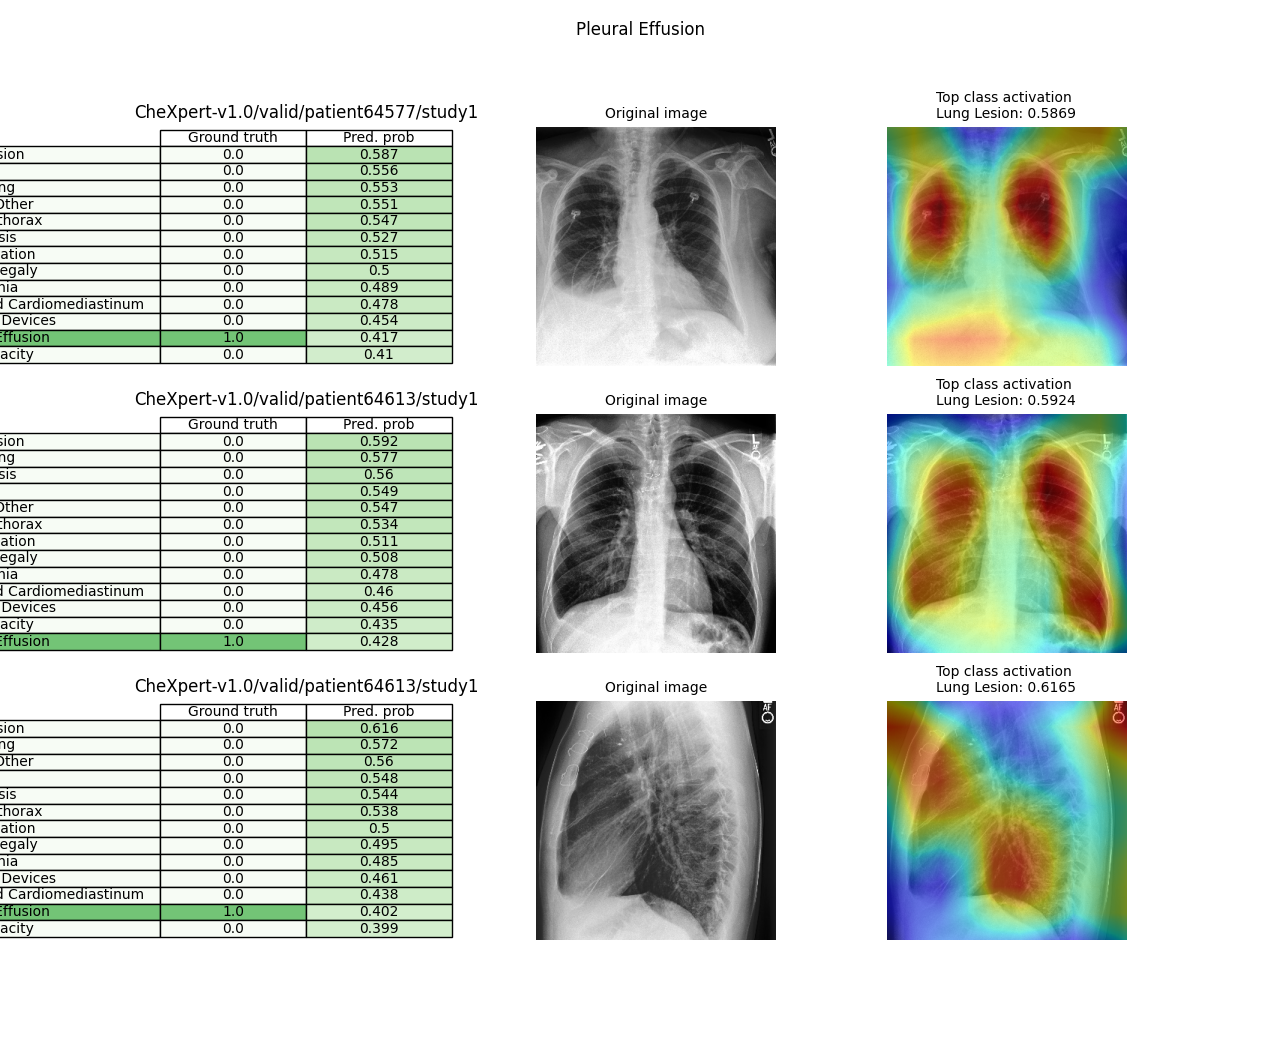 Pleural Effusion
CheXpert-v1.0/valid/patient64577/study1
Ground truth Pred. prob
sion 0.0 0.587
0.0 0.556
ng 0.0 0.553
Other 0.0 0.551
thorax 0.0 0.547
sis 0.0 0.527
ation 0.0 0.515
egaly 0.0 0.5
nia 0.0 0.489
d Cardiomediastinum 0.0 0.478
Devices 0.0 0.454
Effusion 1.0 0.417
acity 0.0 0.41
Original image
Top class activation
Lung Lesion: 0.5869
CheXpert-v1.0/valid/patient64613/study1
Ground truth Pred. prob
sion 0.0 0.592
ng 0.0 0.577
sis 0.0 0.56
0.0 0.549
Other 0.0 0.547
thorax 0.0 0.534
ation 0.0 0.511
egaly 0.0 0.508
nia 0.0 0.478
d Cardiomediastinum 0.0 0.46
Devices 0.0 0.456
acity 0.0 0.435
Effusion 1.0 0.428
Original image
Top class activation
Lung Lesion: 0.5924
CheXpert-v1.0/valid/patient64613/study1
Ground truth Pred. prob
sion 0.0 0.616
ng 0.0 0.572
Other 0.0 0.56
0.0 0.548
sis 0.0 0.544
thorax 0.0 0.538
ation 0.0 0.5
egaly 0.0 0.495
nia 0.0 0.485
Devices 0.0 0.461
d Cardiomediastinum 0.0 0.438
Effusion 1.0 0.402
acity 0.0 0.399
Original image
Top class activation
Lung Lesion: 0.6165